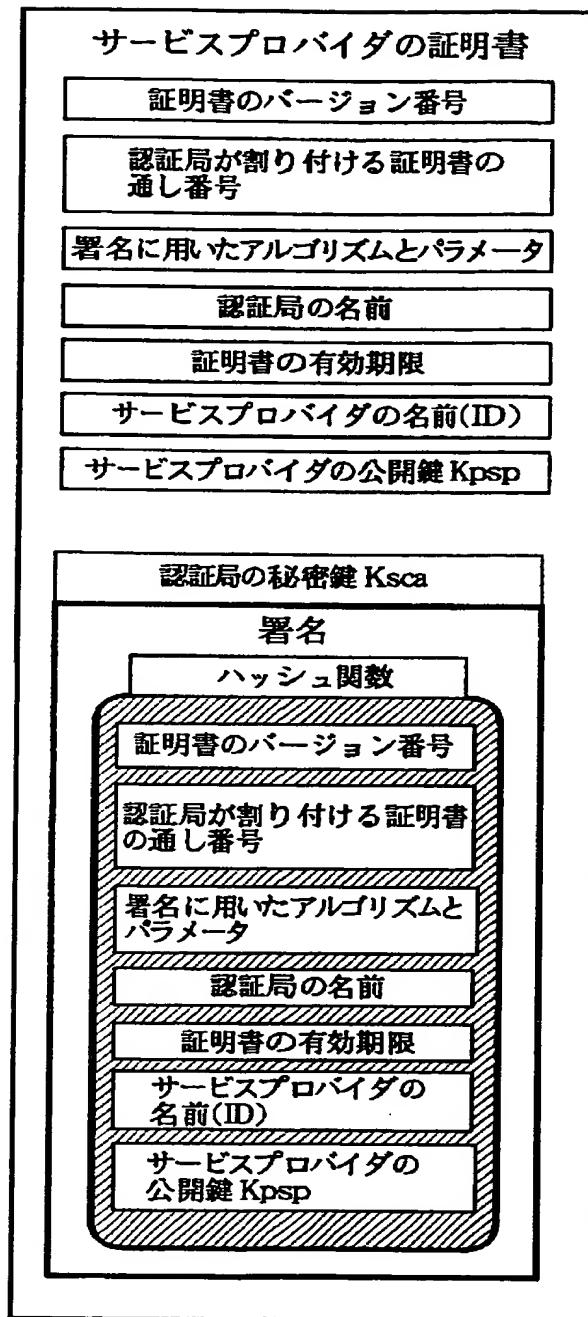 サービスプロバイダの証明書
証明書のバージョン番号
認証局が割り付ける証明書の
通し番号
署名に用いたアルゴリズムとパラメータ
認証局の名前
証明書の有効期限
サービスプロバイダの名前(ID)
サービスプロバイダの公開鍵 Kpsp
認証局の秘密鍵 Ksca
署名
ハッシュ関数
証明書のバージョン番号
認証局が割り付ける証明書
の通し番号
署名に用いたアルゴリズムと
パラメータ
認証局の名前
証明書の有効期限
サービスプロバイダの
名前(ID)
サービスプロバイダの
公開鍵 Kpsp